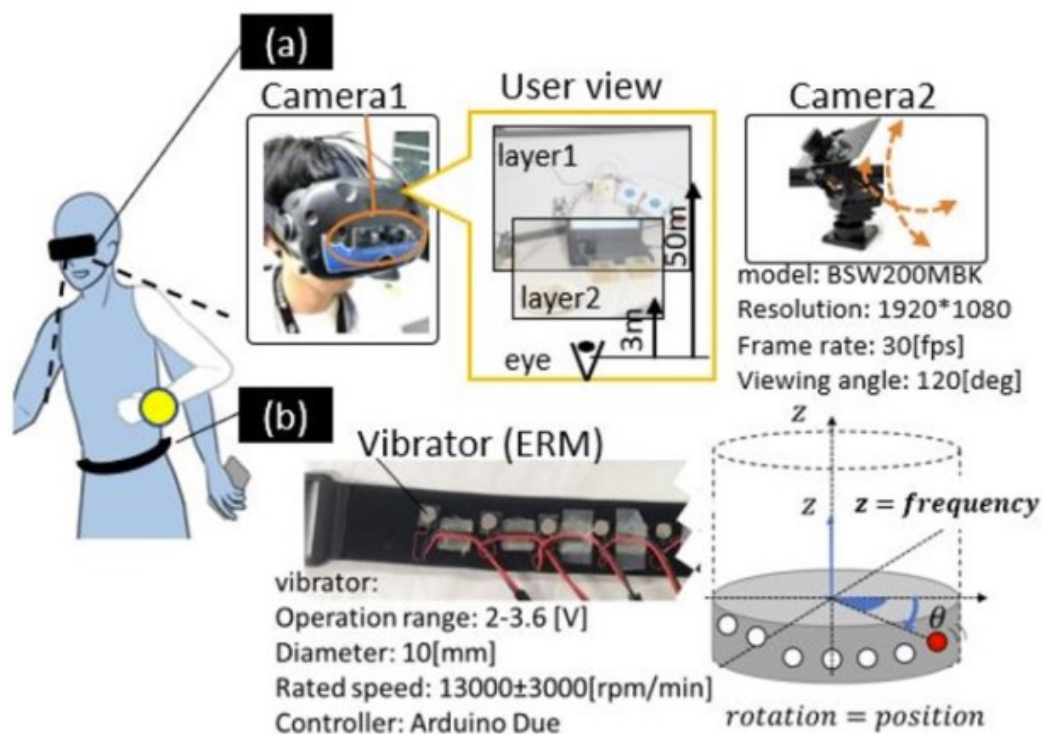 (a)
Camera1
User view
Camera2
layer1
layer2
50m
3m
eye
model: BSW200MBK
Resolution: 1920*1080
Frame rate: 30[fps]
Viewing angle: 120[deg]
(b)
Vibrator (ERM)
vibrator:
Operation range: 2-3.6 [V]
Diameter: 10[mm]
Rated speed: 13000±3000[rpm/min]
Controller: Arduino Due
Z
Z
z = frequency
θ
rotation = position